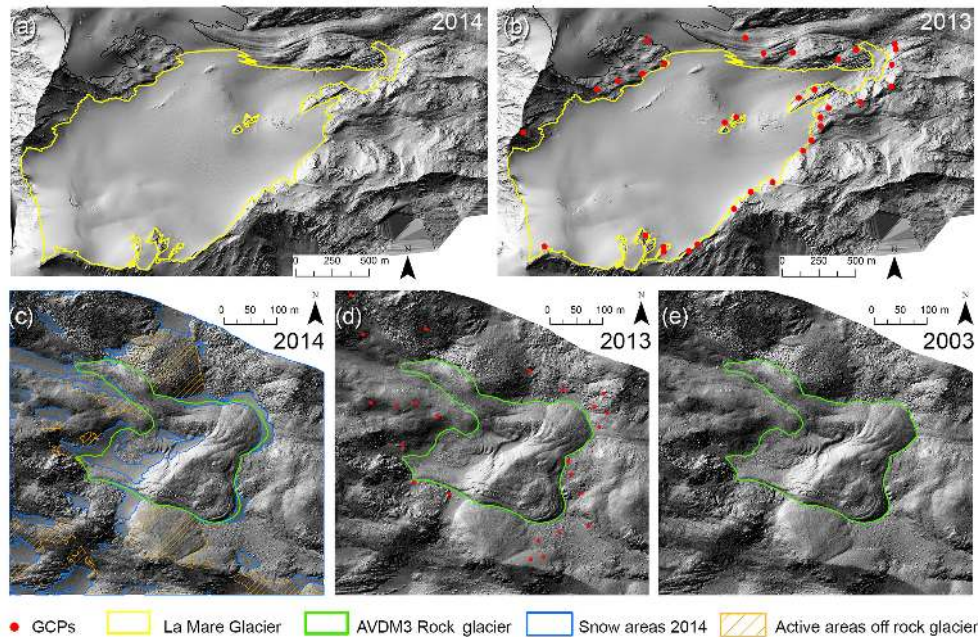 (a) 2014
(b) 2013
N
0 250 500 m
N
0 250 500 m
(c) N
0 50 100 m
2014
(d) N
0 50 100 m
2013
(e) N
0 50 100 m
2003
GCPs La Mare Glacier AVDM3 Rock glacier Snow areas 2014 Active areas off rock glacier